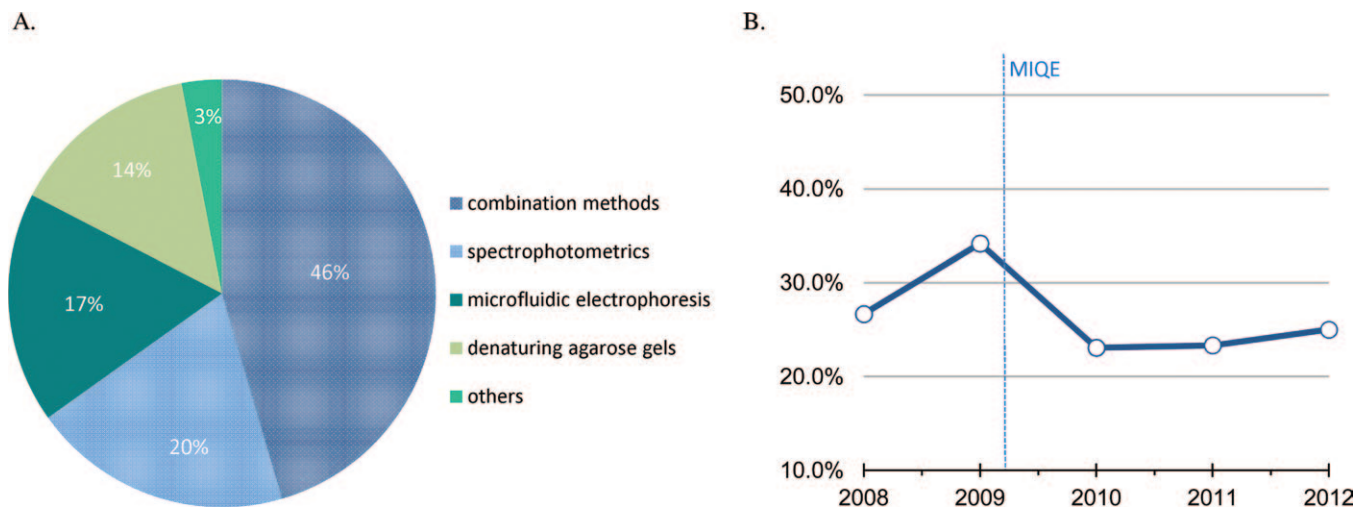 A.
3%
14%
46%
17%
20%
combination methods
spectrophotometrics
microfluidic electrophoresis
denaturing agarose gels
others
B.
MIQE
50.0%
40.0%
30.0%
20.0%
10.0%
2008 2009 2010 2011 2012